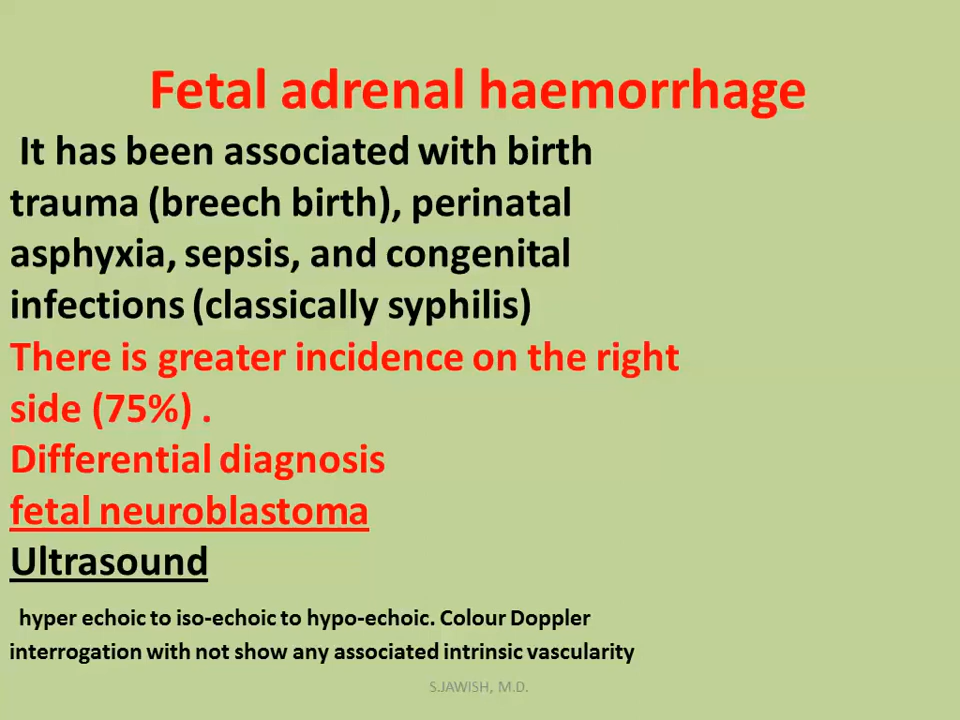 Fetal adrenal haemorrhage
It has been associated with birth
trauma (breech birth), perinatal
asphyxia, sepsis, and congenital
infections (classically syphilis)
There is greater incidence on the right
side (75%) .
Differential diagnosis
fetal neuroblastoma
Ultrasound
hyper echoic to iso-echoic to hypo-echoic. Colour Doppler
interrogation with not show any associated intrinsic vascularity
S.JAWISH, M.D.